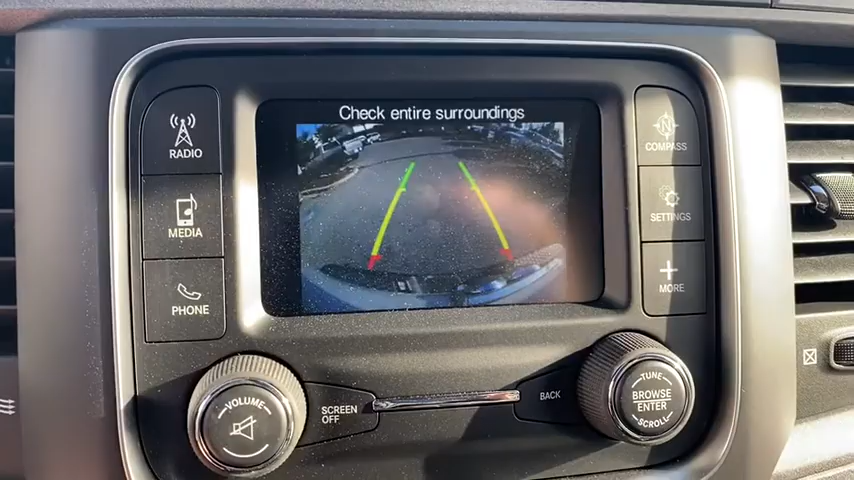 Check entire surroundings
RADIO
MEDIA
PHONE
N
COMPASS
SETTINGS
MORE
VOLUME
SCREEN
OFF
BACK
TUNE
BROWSE
ENTER
SCROLL